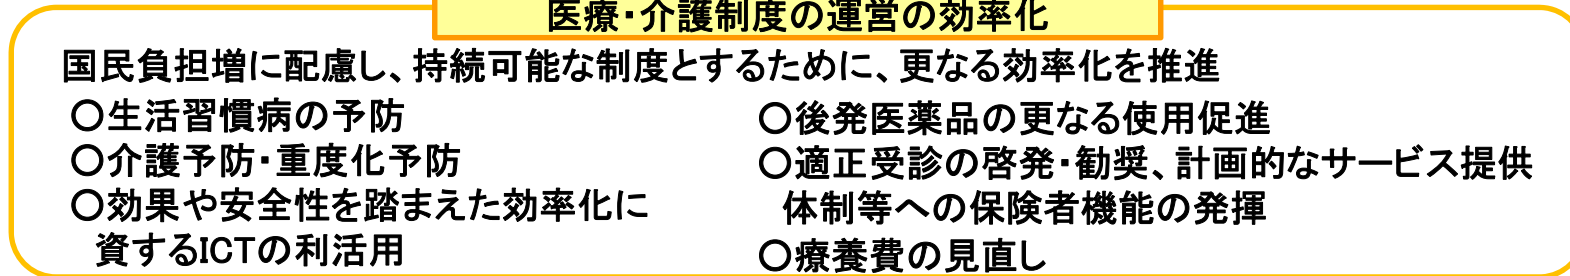 医療・介護制度の運営の効率化
国民負担増に配慮し、持続可能な制度とするために、更なる効率化を推進
○生活習慣病の予防
○介護予防・重度化予防
○効果や安全性を踏まえた効率化に
資するICTの利活用
○後発医薬品の更なる使用促進
○適正受診の啓発・勧奨、計画的なサービス提供
体制等への保険者機能の発揮
○療養費の見直し